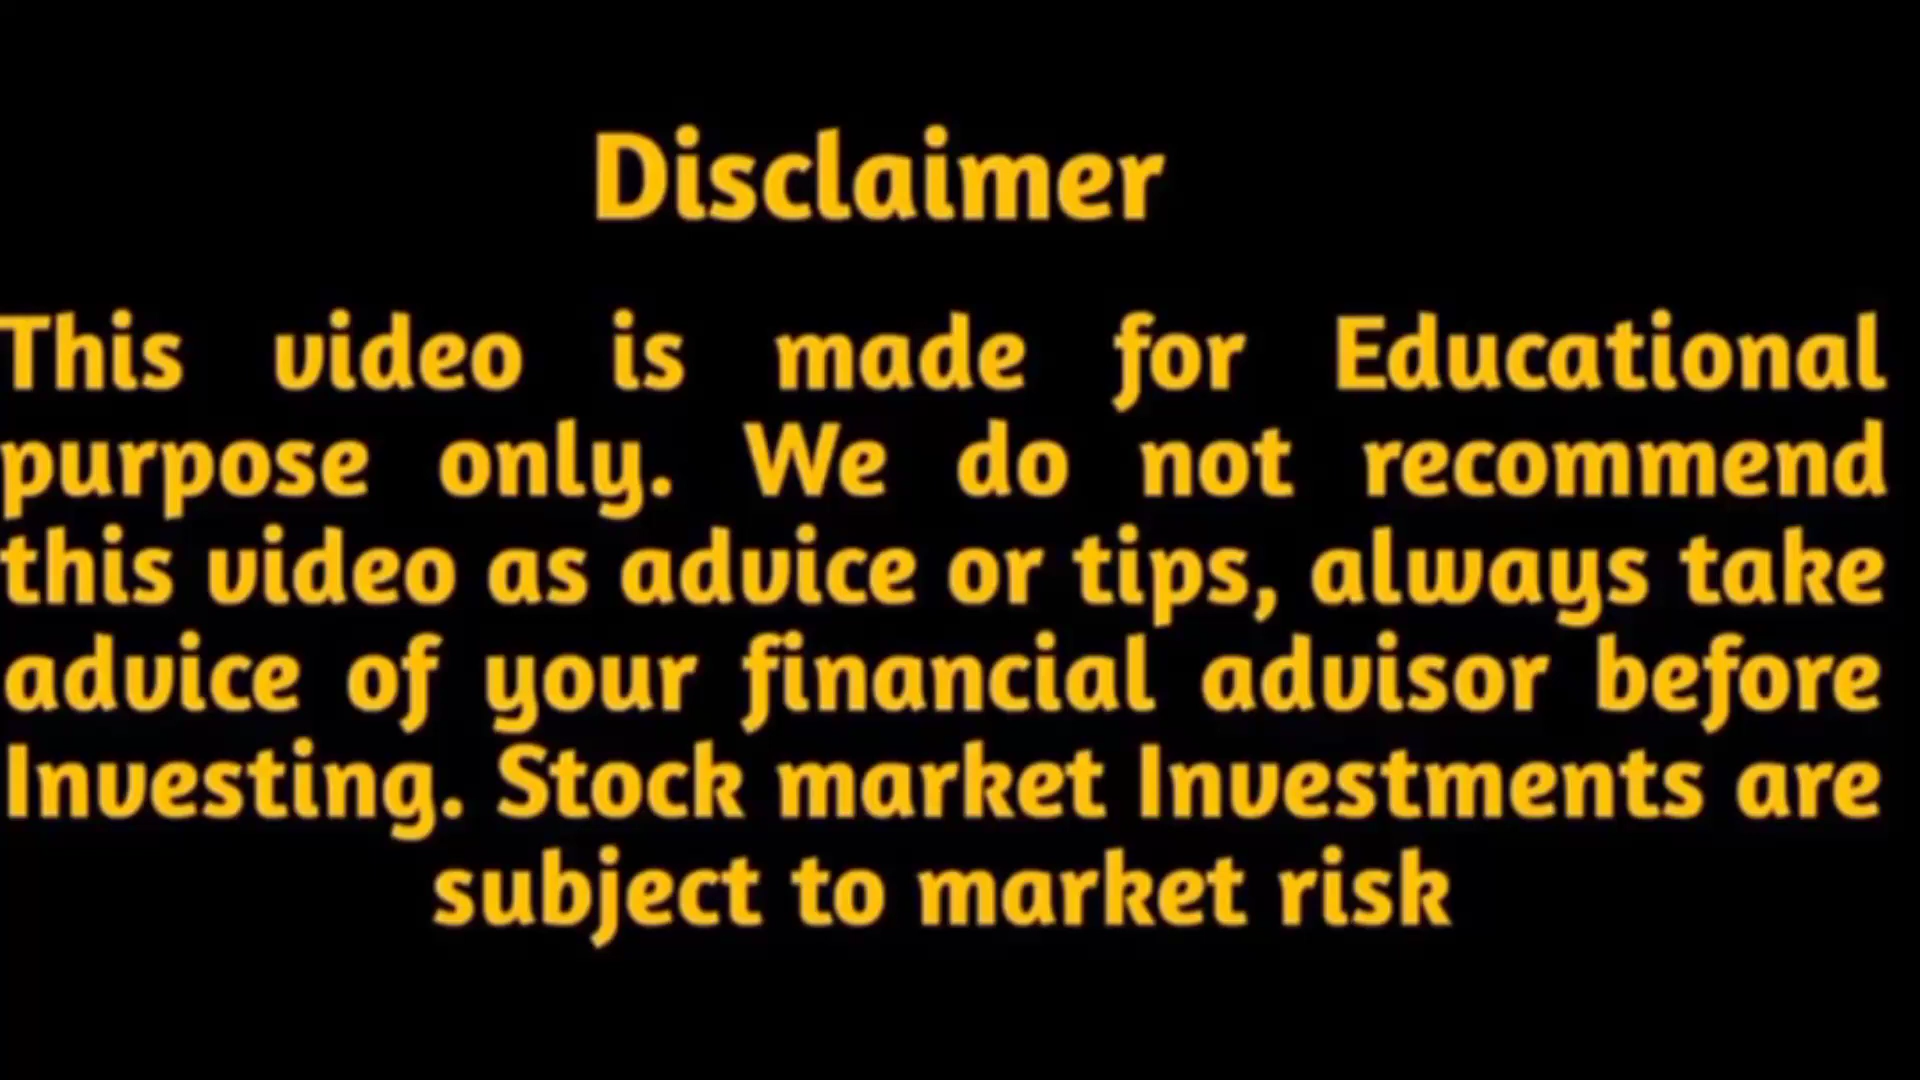 Disclaimer
This video is made for Educational
purpose only. We do not recommend
this video as advice or tips, always take
advice of your financial advisor before
Investing. Stock market Investments are
subject to market risk